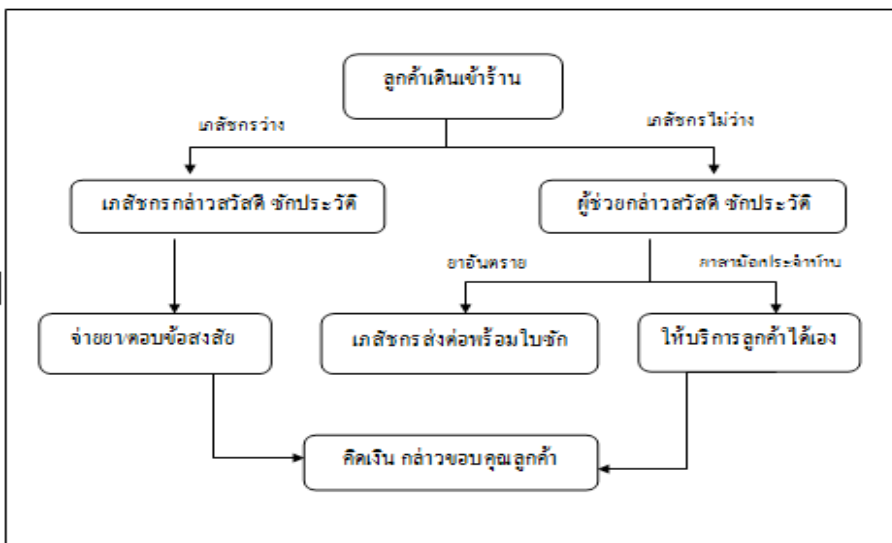 ลูกค้าเดินเข้าร้าน
เภสัชกรว่าง
เภสัชกรไม่ว่าง
เภสัชกรกล่าวสวัสดี ซักประวัติ
ผู้ช่วยกล่าวสวัสดี ซักประวัติ
ยาอันตราย
ยาสามัญประจำบ้าน
จ่ายยา/ตอบข้อสงสัย
เภสัชกรส่งต่อพร้อมใบซัก
ให้บริการลูกค้าได้เอง
คิดเงิน กล่าวขอบคุณลูกค้า